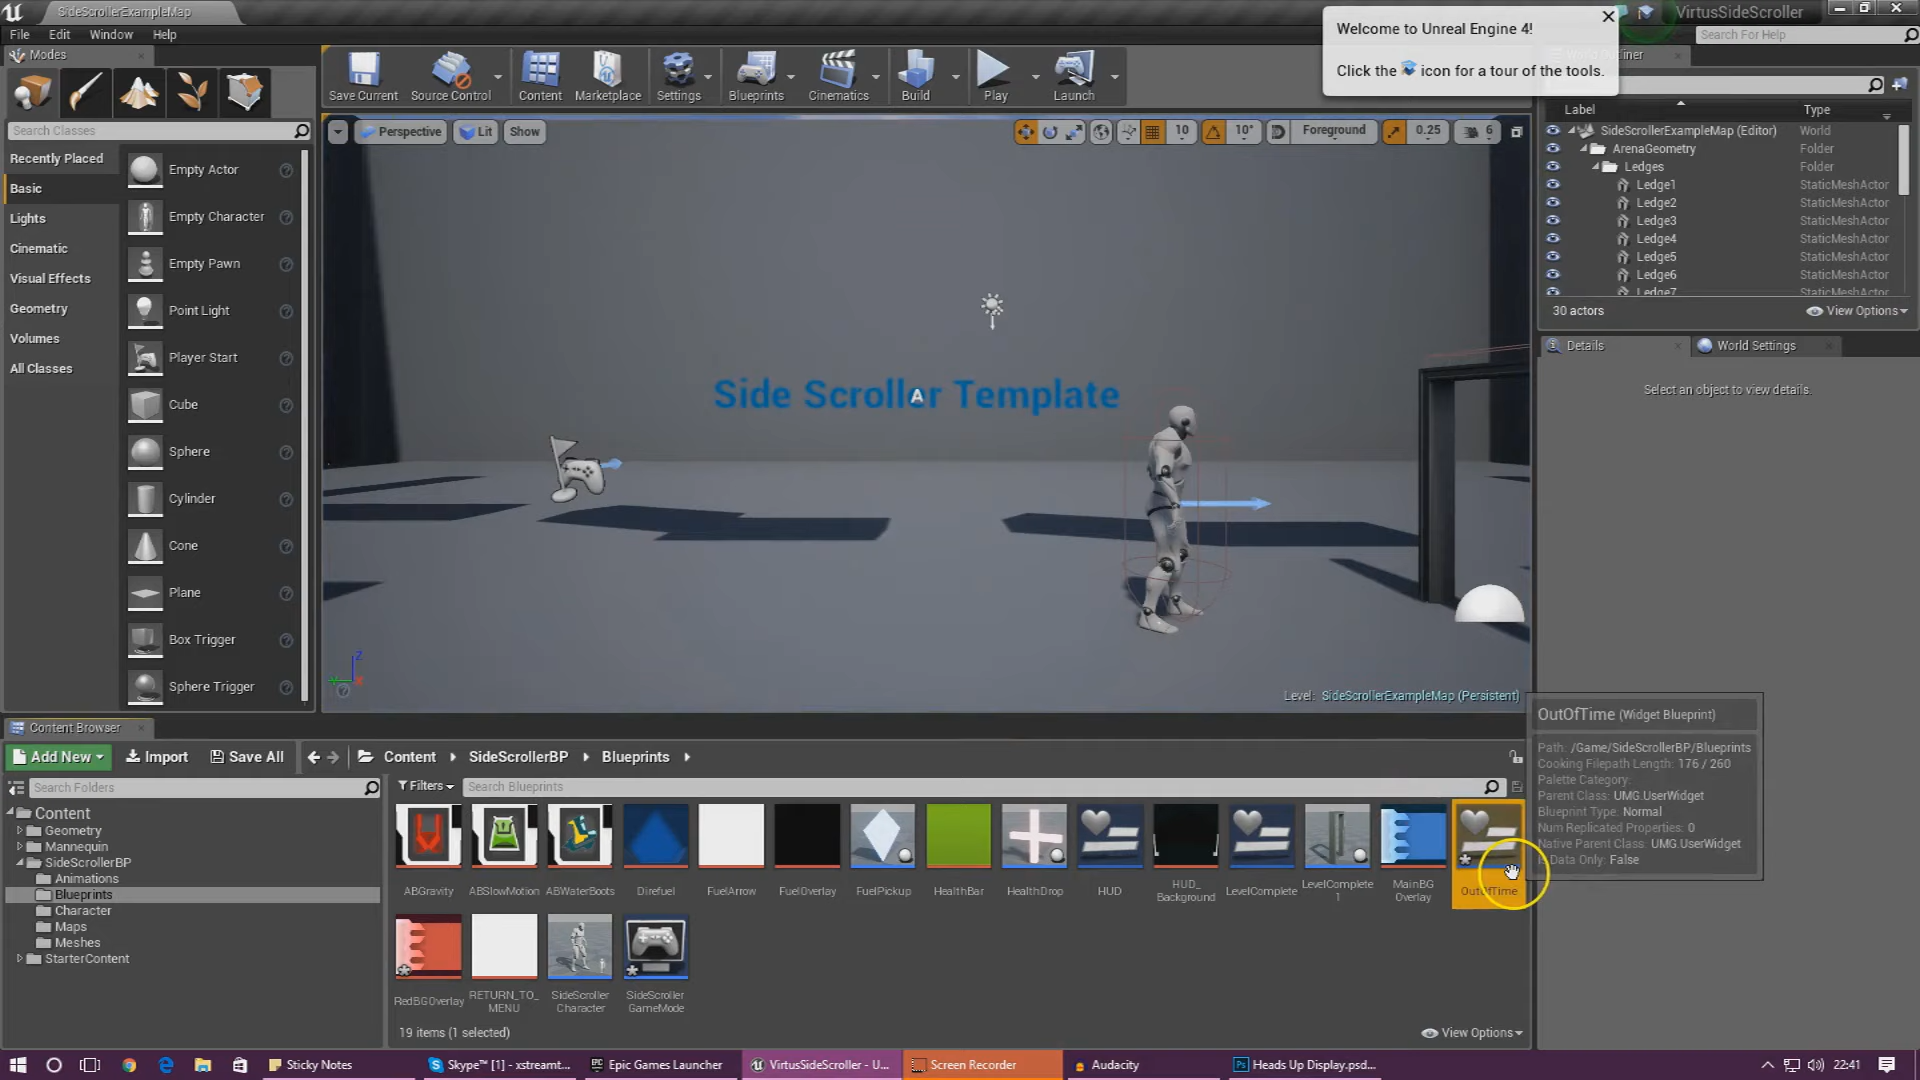 SideScrollerExampleMap
VirtusSideScroller
File Edit Window Help
Search For Help
Welcome to Unreal Engine 4!
Click the icon for a tour of the tools.
Modes
Save Current
Source Control
Content
Marketplace
Settings
Blueprints
Cinematics
Build
Play
Launch
World Outliner
Search Classes
Recently Placed
Basic
Lights
Cinematic
Visual Effects
Geometry
Volumes
All Classes
Empty Actor
Empty Character
Empty Pawn
Point Light
Player Start
Cube
Sphere
Cylinder
Cone
Plane
Box Trigger
Sphere Trigger
Perspective Lit Show
10 10° Foreground 0.25 6
Side Scroller Template
A
Level: SideScrollerExampleMap (Persistent)
Label Type
SideScrollerExampleMap (Editor) World
ArenaGeometry Folder
Ledges Folder
Ledge1 StaticMeshActor
Ledge2 StaticMeshActor
Ledge3 StaticMeshActor
Ledge4 StaticMeshActor
Ledge5 StaticMeshActor
Ledge6 StaticMeshActor
Ledge7 StaticMeshActor
30 actors View Options
Details World Settings
Select an object to view details.
Content Browser
Add New Import Save All Content SideScrollerBP Blueprints
Search Folders
Filters Search Blueprints
Content
Geometry
Mannequin
SideScrollerBP
Animations
Blueprints
Character
Maps
Meshes
StarterContent
ABGravity
ABSlowMotion
ABWaterBoots
Direfuel
FuelArrow
FuelOverlay
FuelPickup
HealthBar
HealthDrop
HUD
HUD_
Background
LevelComplete
LevelComplete
1
MainBG
Overlay
OutOfTime
RedBGOverlay
RETURN_TO_
MENU
SideScroller
Character
SideScroller
GameMode
19 items (1 selected)
View Options
OutOfTime (Widget Blueprint)
Path: /Game/SideScrollerBP/Blueprints
Cooking Filepath Length: 176 / 260
Palette Category:
Parent Class: UMG.UserWidget
Blueprint Type: Normal
Num Replicated Properties: 0
Native Parent Class: UMG.UserWidget
Is Data Only: False
Sticky Notes
Skype™ [1] - xstreamt...
Epic Games Launcher
VirtusSideScroller - U...
Screen Recorder
Audacity
Heads Up Display.psd...
22:41